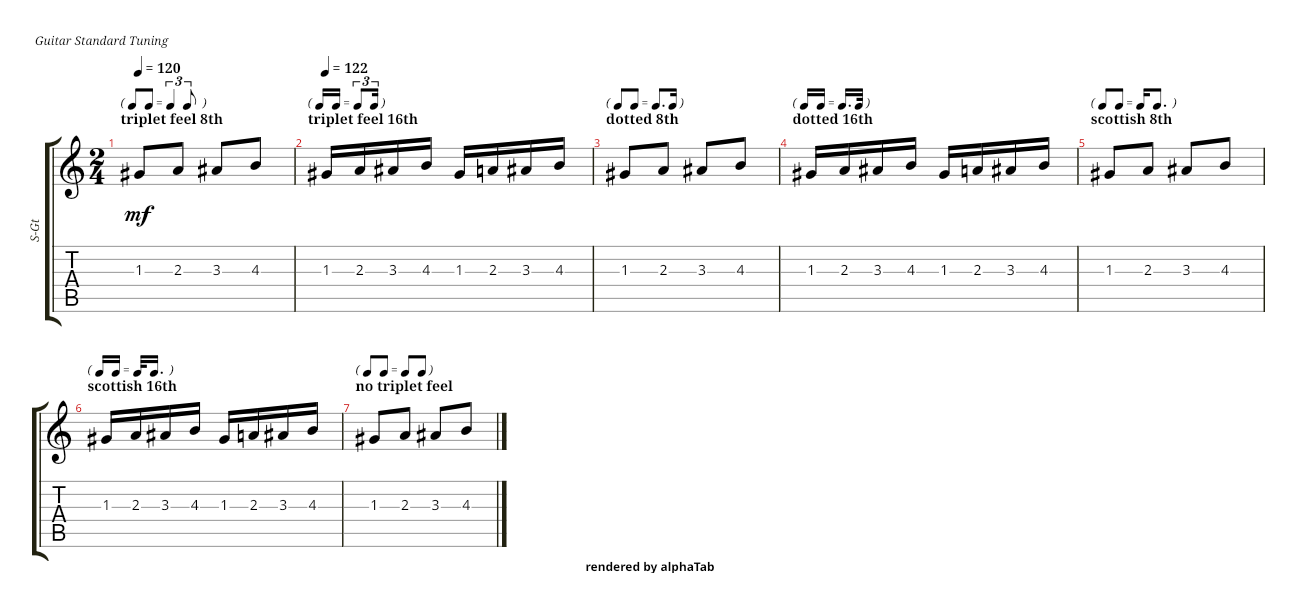 Guitar Standard Tuning
= 120 = 122
( = 3 ) ( = 3 ) ( = ) ( = ) ( = )
triplet feel 8th triplet feel 16th dotted 8th dotted 16th scottish 8th
1 2 3 4 5
2
4
mf
S-Gt
T
A
B
1 2 3 4 1 2 3 4 1 2 3 4 1 2 3 4 1 2 3 4 1 2 3 4 1 2 3 4
( = ) ( = )
scottish 16th no triplet feel
6 7
T
A
B
1 2 3 4 1 2 3 4 1 2 3 4
rendered by alphaTab